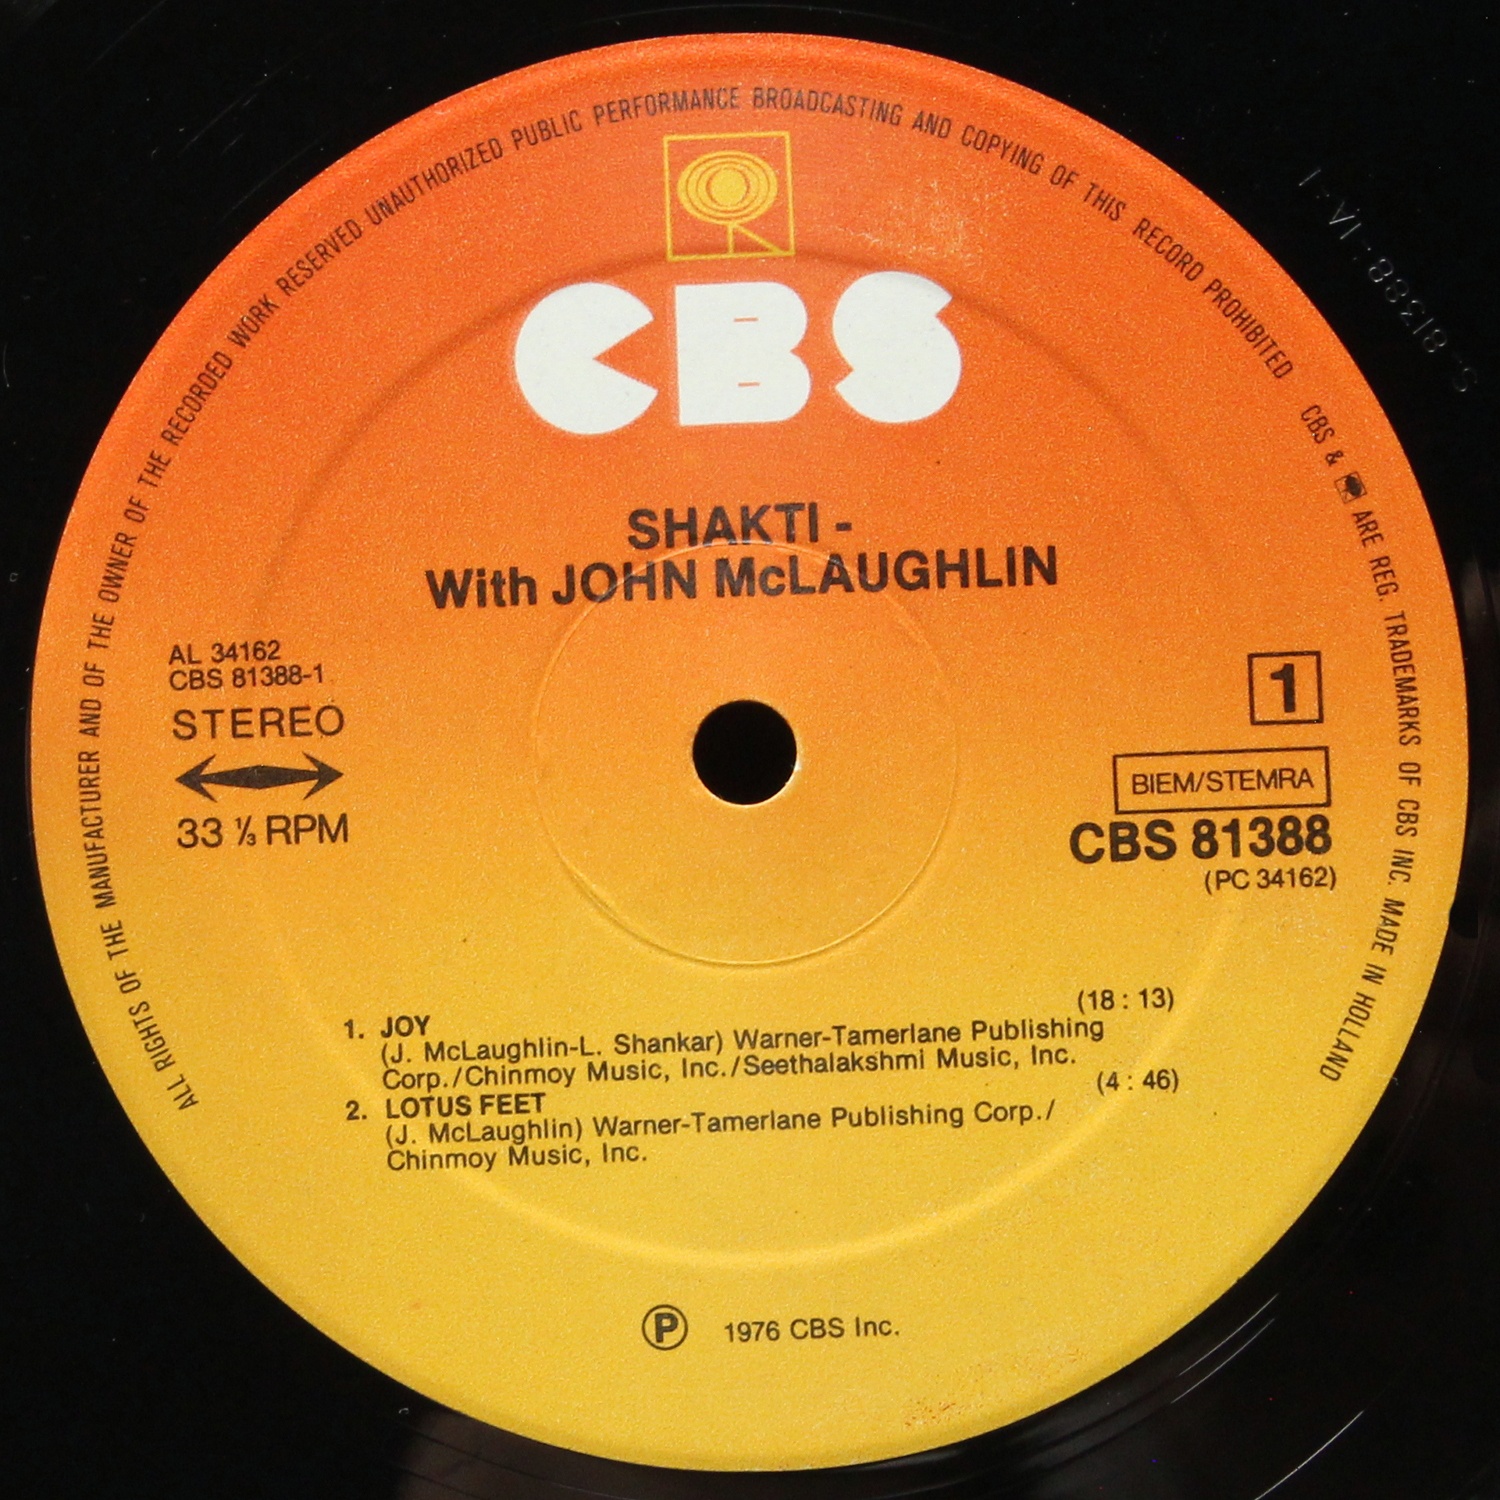 ALL RIGHTS OF THE MANUFACTURER AND OF THE OWNER OF THE RECORDED WORK RESERVED UNAUTHORIZED PUBLIC PERFORMANCE BROADCASTING AND COPYING OF THIS RECORD PROHIBITED
CBS & ARE REG. TRADEMARKS OF CBS INC. MADE IN HOLLAND
CBS
SHAKTI -
With JOHN McLAUGHLIN
AL 34162
CBS 81388-1
STEREO
33 ⅓ RPM
1
BIEM/STEMRA
CBS 81388
(PC 34162)
(18 : 13)
1. JOY
(J. McLaughlin-L. Shankar) Warner-Tamerlane Publishing
Corp./Chinmoy Music, Inc./Seethalakshmi Music, Inc.
(4 : 46)
2. LOTUS FEET
(J. McLaughlin) Warner-Tamerlane Publishing Corp./
Chinmoy Music, Inc.
Ⓟ 1976 CBS Inc.